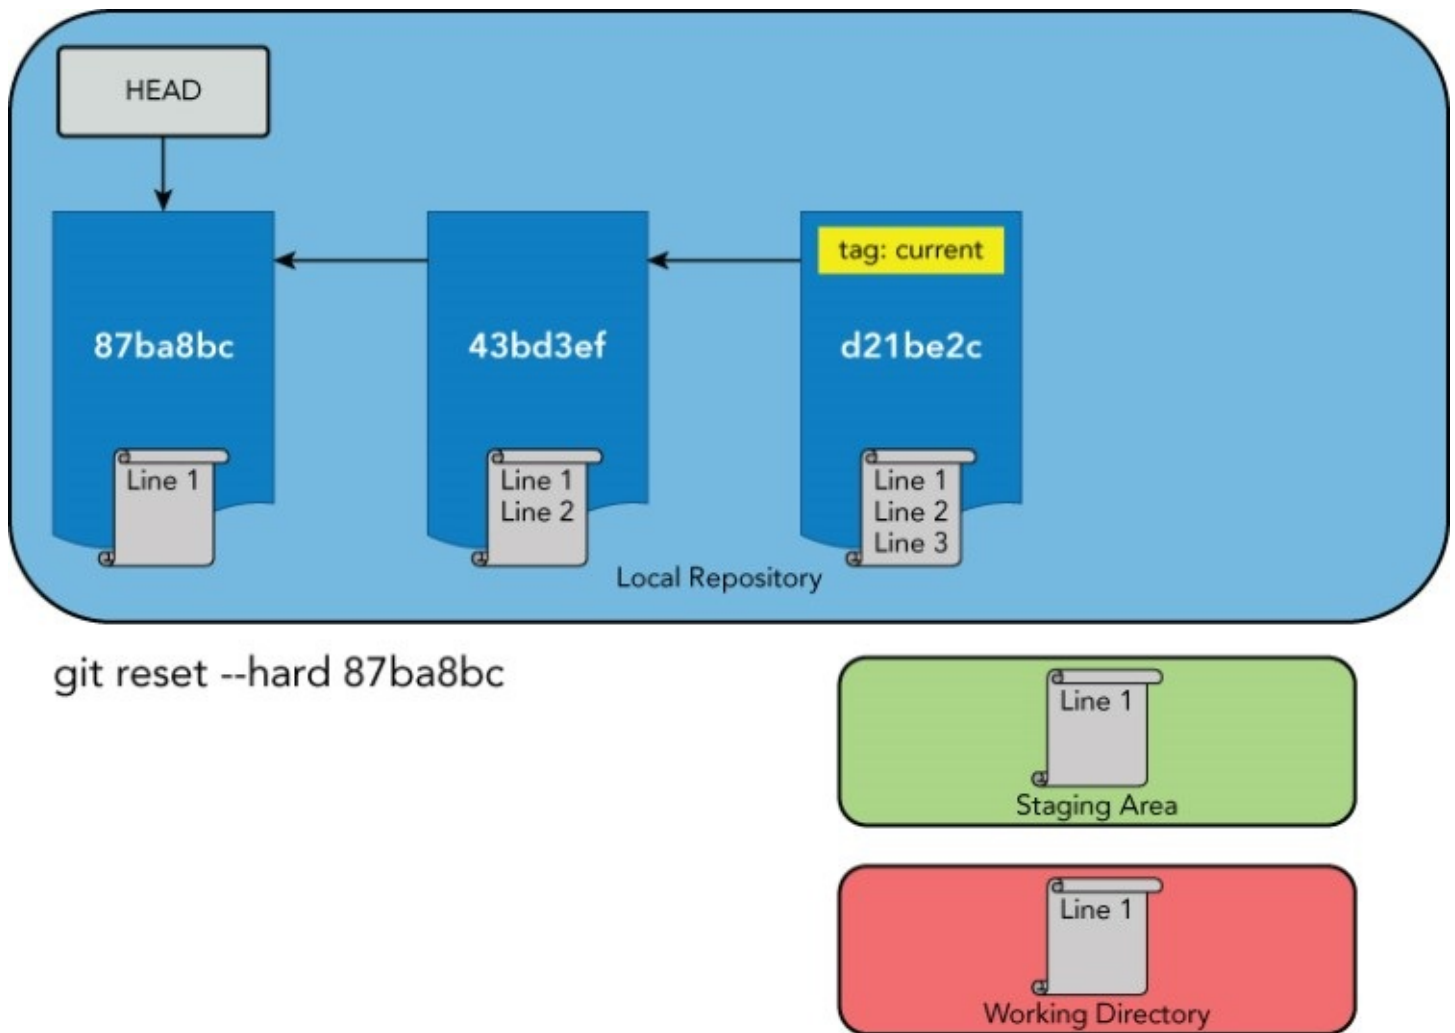 HEAD
tag: current
87ba8bc
43bd3ef
d21be2c
Line 1
Line 1
Line 2
Line 1
Line 2
Line 3
Local Repository
git reset --hard 87ba8bc
Line 1
Staging Area
Line 1
Working Directory